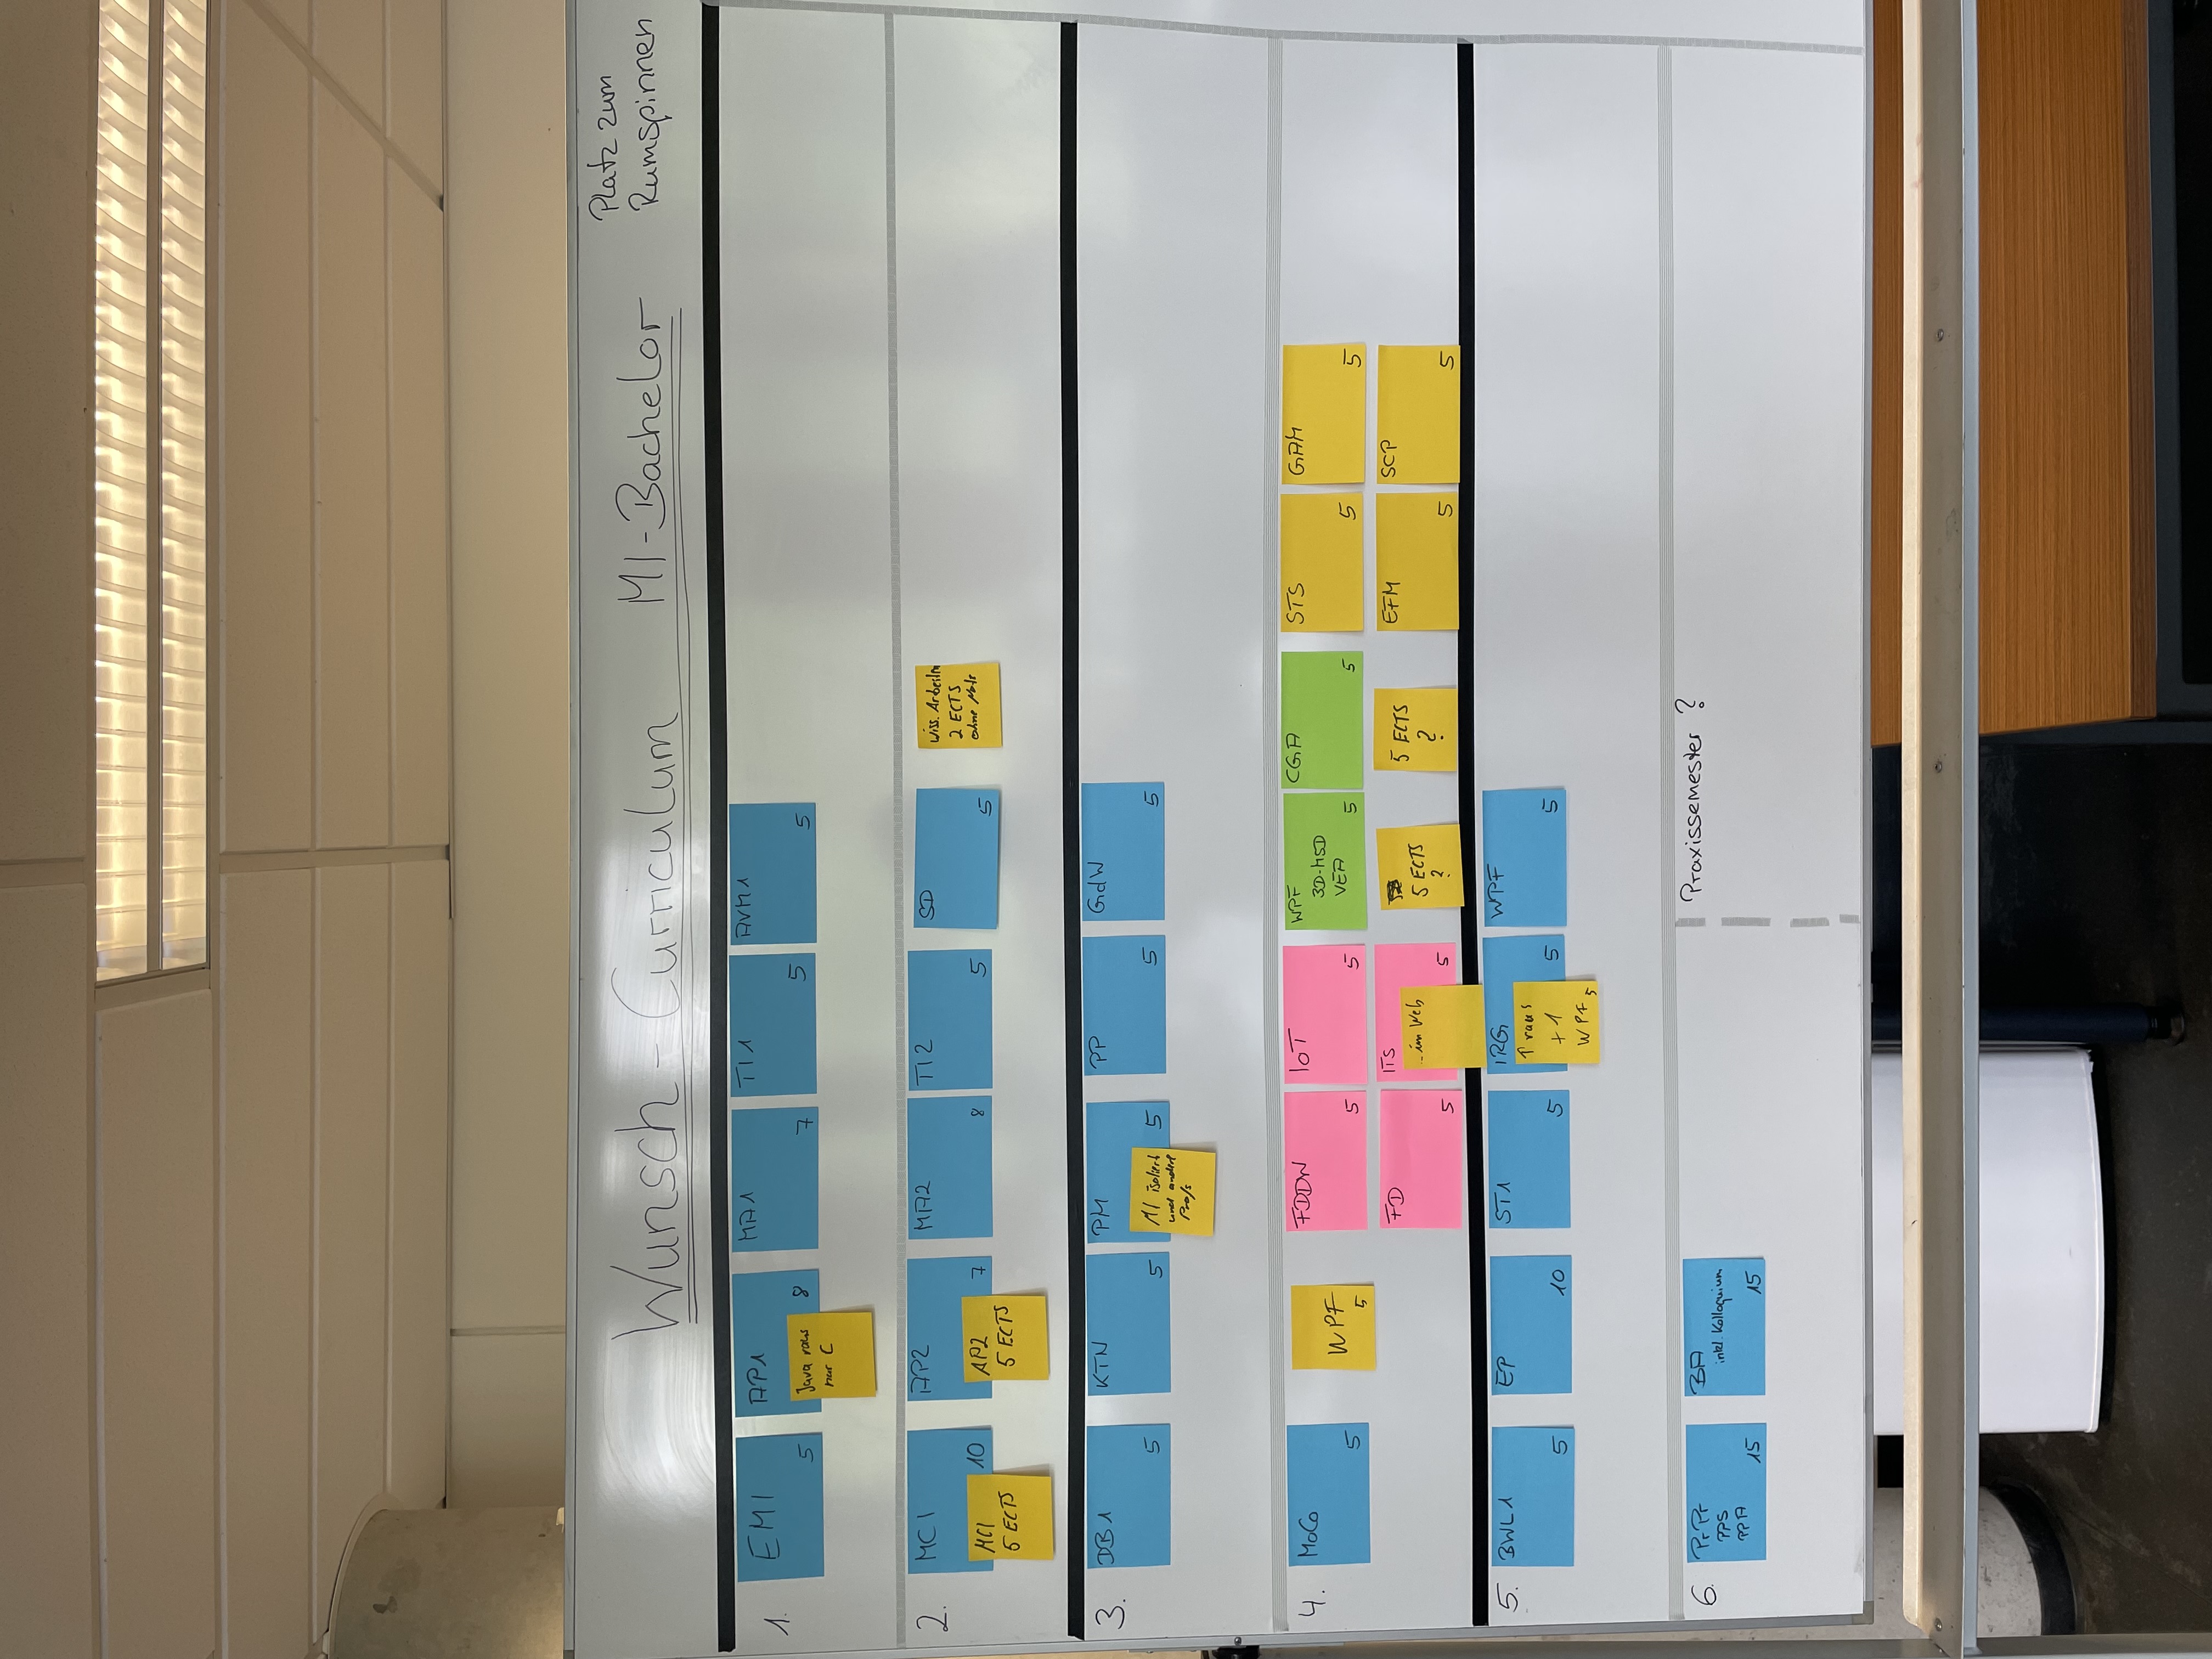 Wunsch - Curriculum MI-Bachelor
Platz zum
Rumspinnen
1.
EMI
5
AP1
8
Java raus
nur C
MA1
7
TI1
5
AVM1
5
2.
MCI
10
MCI
5 ECTS
AP2
7
AP2
5 ECTS
MA2
8
TI2
5
SD
5
Wiss. Arbeiten
2 ECTS
ohne Note
3.
DB1
5
KTN
5
PM
5
MI isoliert
und andere
Profs
PP
5
GdW
5
4.
MoCo
5
WPF
5
FDDW
5
IoT
5
WPF
3D-MSD
VEA
5
CGA
5
STS
5
GAM
5
FD
5
ITS
5
...im Web
5 ECTS
?
5 ECTS
?
EFM
5
SCP
5
5.
BWL1
5
EP
10
ST1
5
IRG
5
↑ raus
+ 1
WPF 5
WPF
5
6.
PrPr
PPS
PPA
15
BA
inkl. Kolloquium
15
Praxissemester ?